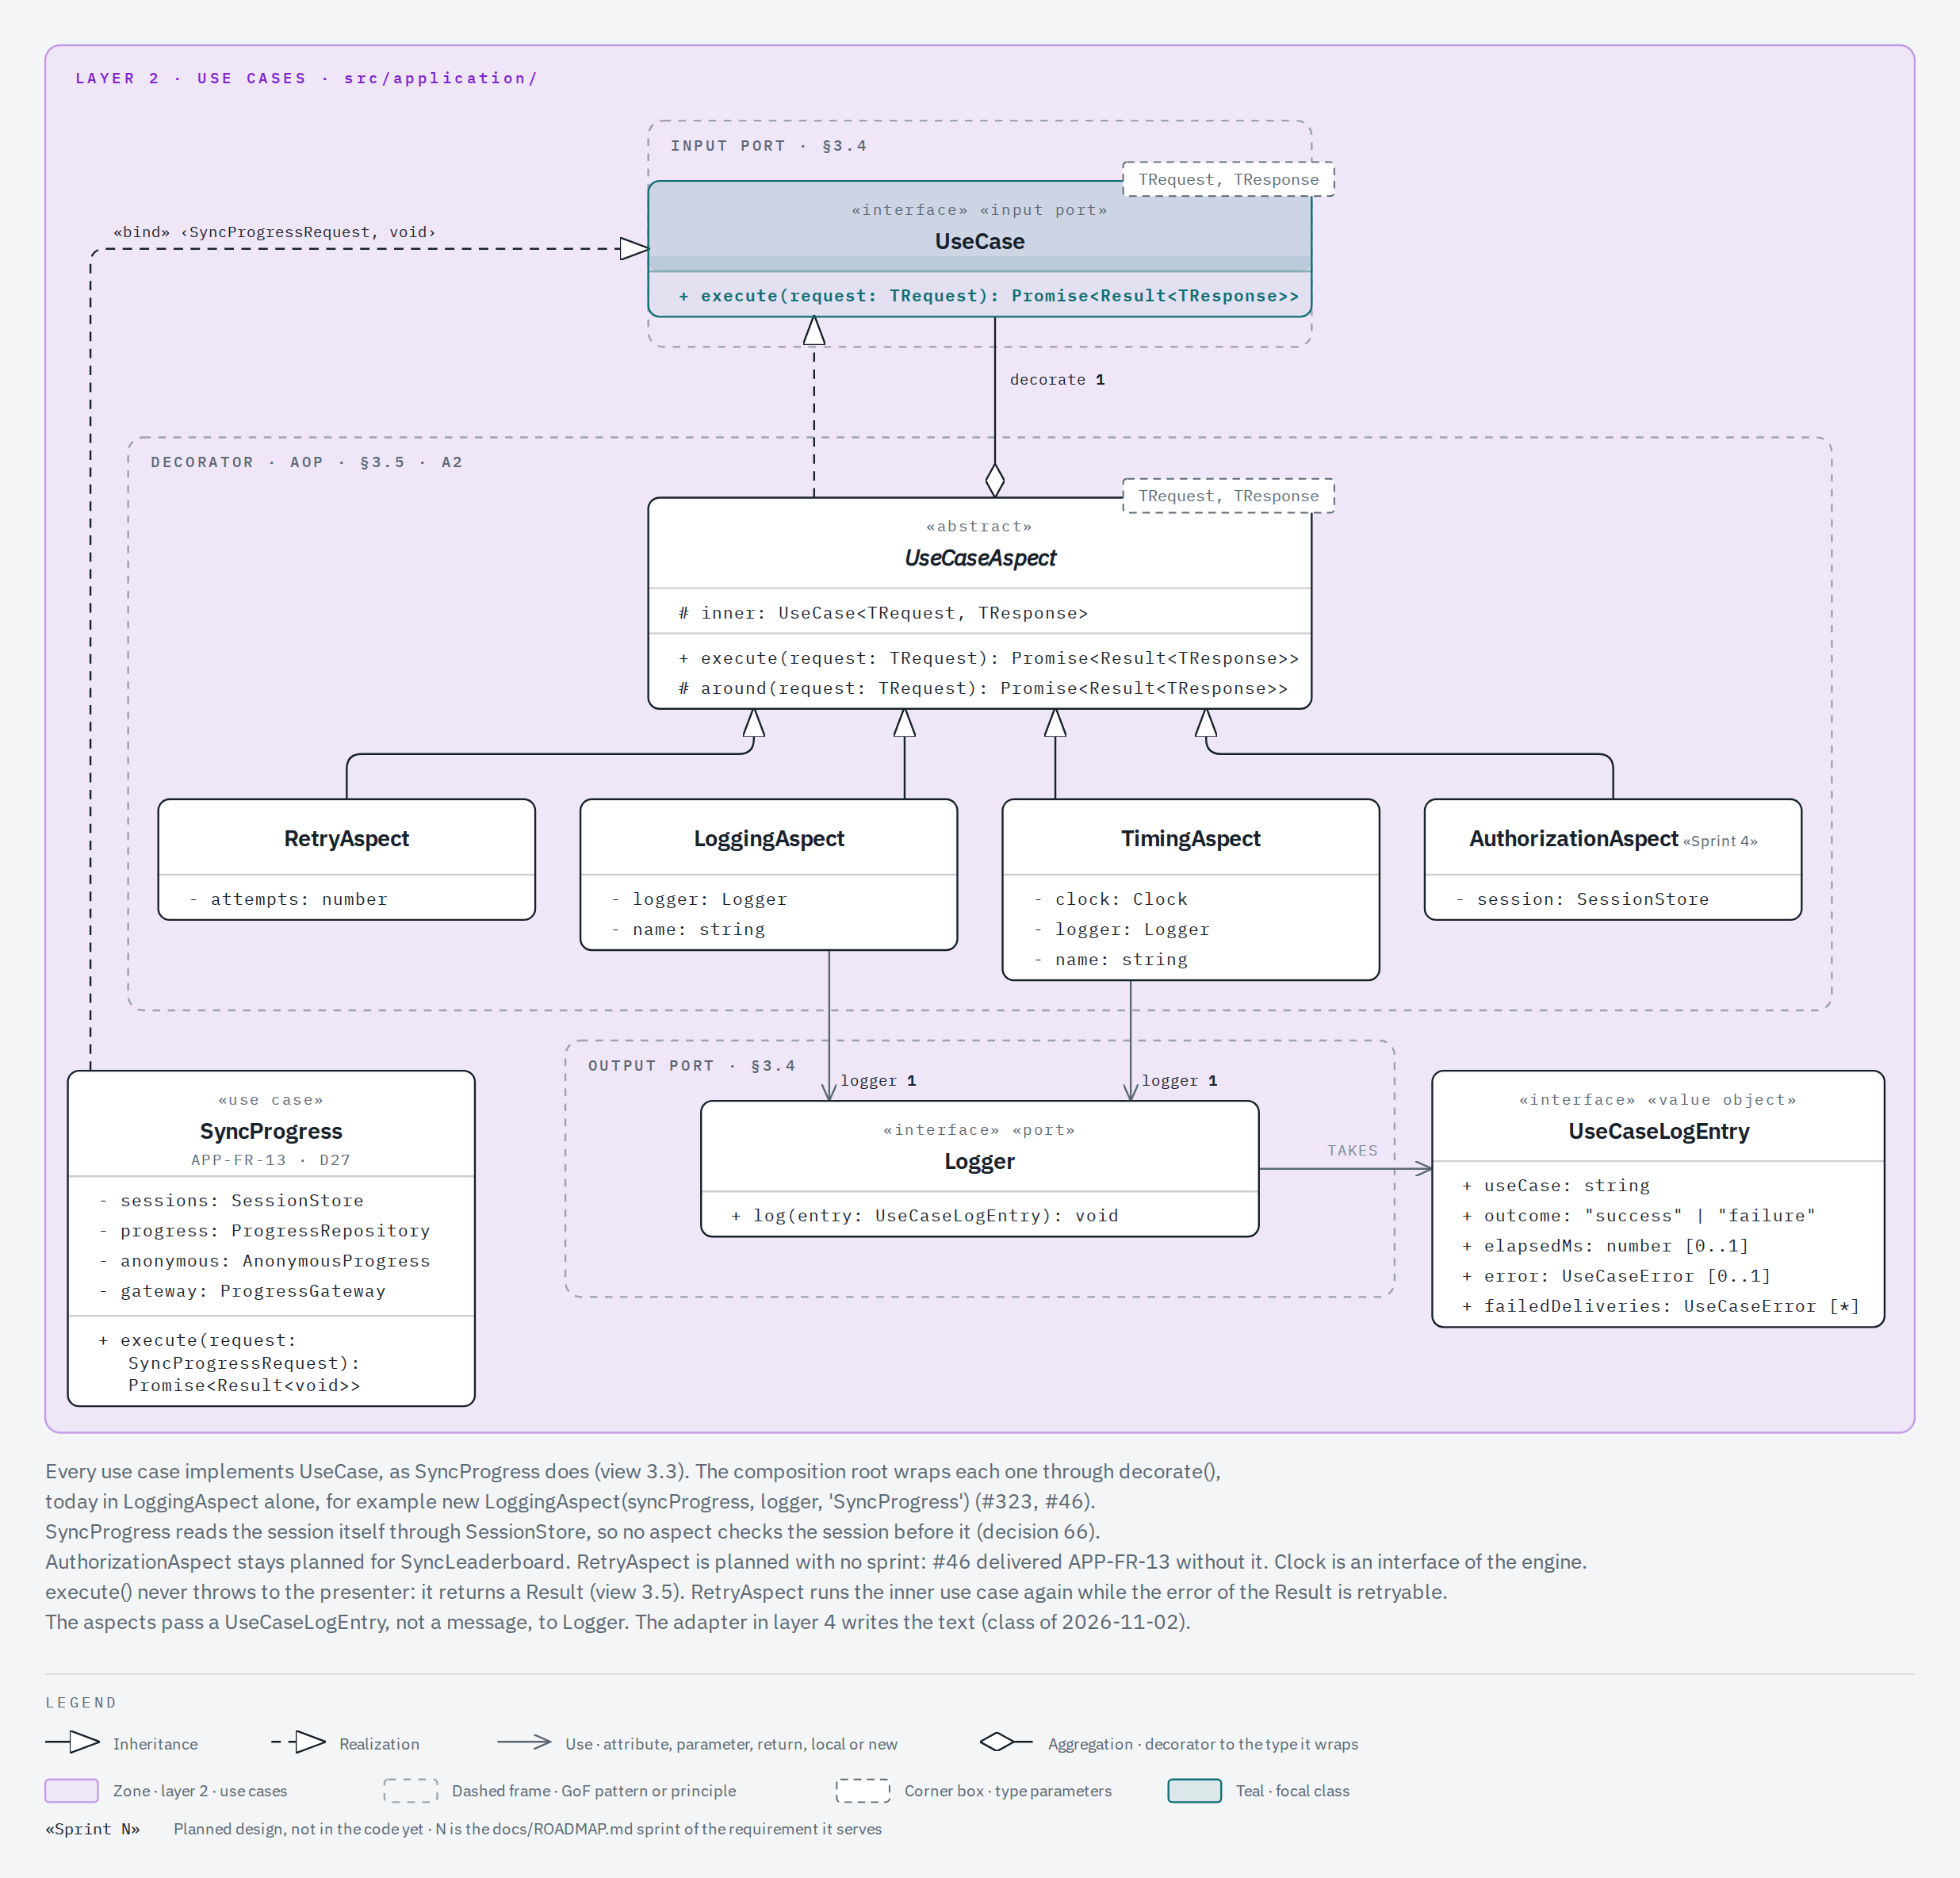 LAYER 2 · USE CASES · src/application/
INPUT PORT · §3.4
TRequest, TResponse
«interface» «input port»
UseCase
+ execute(request: TRequest): Promise<Result<TResponse>>
«bind» ‹SyncProgressRequest, void›
decorate 1
DECORATOR · AOP · §3.5 · A2
TRequest, TResponse
«abstract»
UseCaseAspect
# inner: UseCase<TRequest, TResponse>
+ execute(request: TRequest): Promise<Result<TResponse>>
# around(request: TRequest): Promise<Result<TResponse>>
RetryAspect
- attempts: number
LoggingAspect
- logger: Logger
- name: string
TimingAspect
- clock: Clock
- logger: Logger
- name: string
AuthorizationAspect «Sprint 4»
- session: SessionStore
«use case»
SyncProgress
APP-FR-13 · D27
- sessions: SessionStore
- progress: ProgressRepository
- anonymous: AnonymousProgress
- gateway: ProgressGateway
+ execute(request:
SyncProgressRequest):
Promise<Result<void>>
OUTPUT PORT · §3.4
logger 1
logger 1
«interface» «port»
Logger
+ log(entry: UseCaseLogEntry): void
TAKES
«interface» «value object»
UseCaseLogEntry
+ useCase: string
+ outcome: "success" | "failure"
+ elapsedMs: number [0..1]
+ error: UseCaseError [0..1]
+ failedDeliveries: UseCaseError [*]
Every use case implements UseCase, as SyncProgress does (view 3.3). The composition root wraps each one through decorate(),
today in LoggingAspect alone, for example new LoggingAspect(syncProgress, logger, 'SyncProgress') (#323, #46).
SyncProgress reads the session itself through SessionStore, so no aspect checks the session before it (decision 66).
AuthorizationAspect stays planned for SyncLeaderboard. RetryAspect is planned with no sprint: #46 delivered APP-FR-13 without it. Clock is an interface of the engine.
execute() never throws to the presenter: it returns a Result (view 3.5). RetryAspect runs the inner use case again while the error of the Result is retryable.
The aspects pass a UseCaseLogEntry, not a message, to Logger. The adapter in layer 4 writes the text (class of 2026-11-02).
LEGEND
Inheritance
Realization
Use · attribute, parameter, return, local or new
Aggregation · decorator to the type it wraps
Zone · layer 2 · use cases
Dashed frame · GoF pattern or principle
Corner box · type parameters
Teal · focal class
«Sprint N»
Planned design, not in the code yet · N is the docs/ROADMAP.md sprint of the requirement it serves